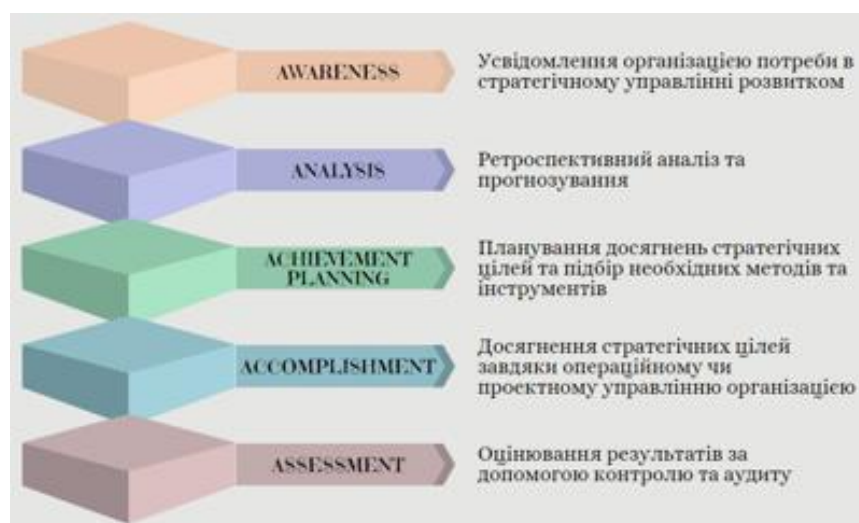 AWARENESS
Усвідомлення організацією потреби в
стратегічному управлінні розвитком
ANALYSIS
Ретроспективний аналіз та
прогнозування
ACHIEVEMENT
PLANNING
Планування досягнень стратегічних
цілей та підбір необхідних методів та
інструментів
ACCOMPLISHMENT
Досягнення стратегічних цілей
завдяки операційному чи
проектному управлінню організацією
ASSESSMENT
Оцінювання результатів за
допомогою контролю та аудиту